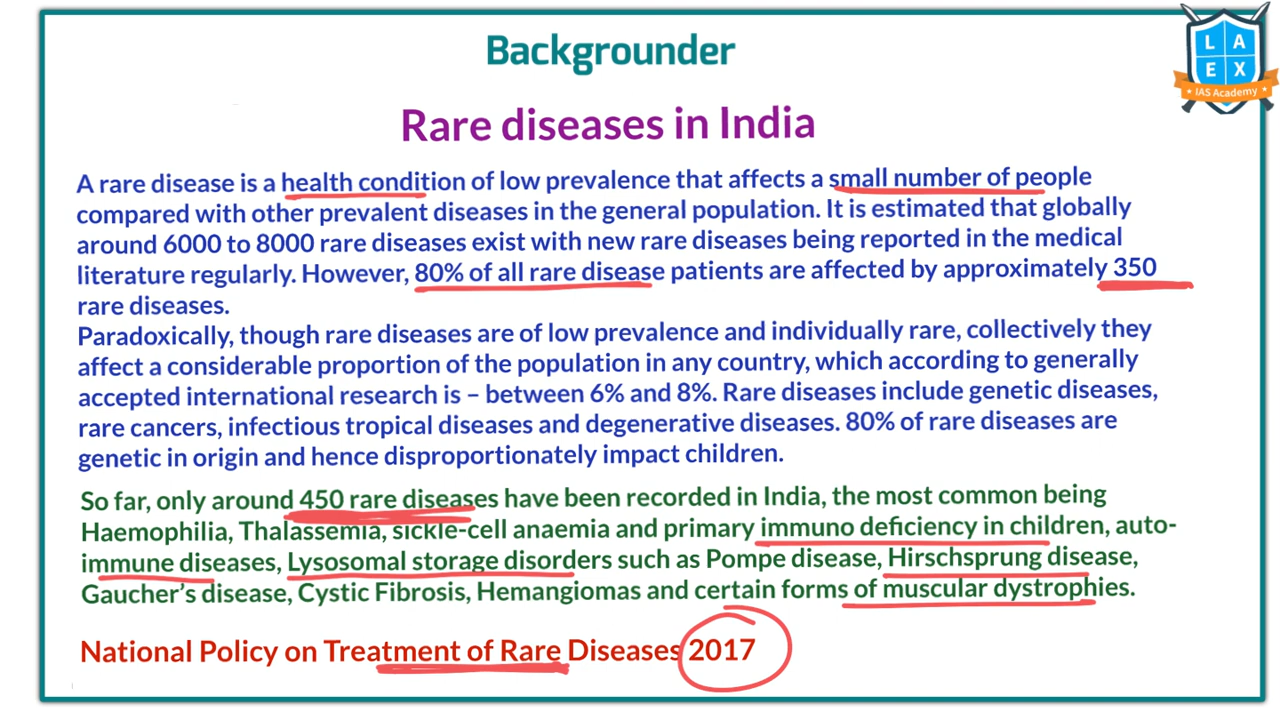 Backgrounder
L A
E X
IAS Academy
Rare diseases in India
A rare disease is a health condition of low prevalence that affects a small number of people
compared with other prevalent diseases in the general population. It is estimated that globally
around 6000 to 8000 rare diseases exist with new rare diseases being reported in the medical
literature regularly. However, 80% of all rare disease patients are affected by approximately 350
rare diseases.
Paradoxically, though rare diseases are of low prevalence and individually rare, collectively they
affect a considerable proportion of the population in any country, which according to generally
accepted international research is – between 6% and 8%. Rare diseases include genetic diseases,
rare cancers, infectious tropical diseases and degenerative diseases. 80% of rare diseases are
genetic in origin and hence disproportionately impact children.
So far, only around 450 rare diseases have been recorded in India, the most common being
Haemophilia, Thalassemia, sickle-cell anaemia and primary immuno deficiency in children, auto-
immune diseases, Lysosomal storage disorders such as Pompe disease, Hirschsprung disease,
Gaucher's disease, Cystic Fibrosis, Hemangiomas and certain forms of muscular dystrophies.
National Policy on Treatment of Rare Diseases 2017